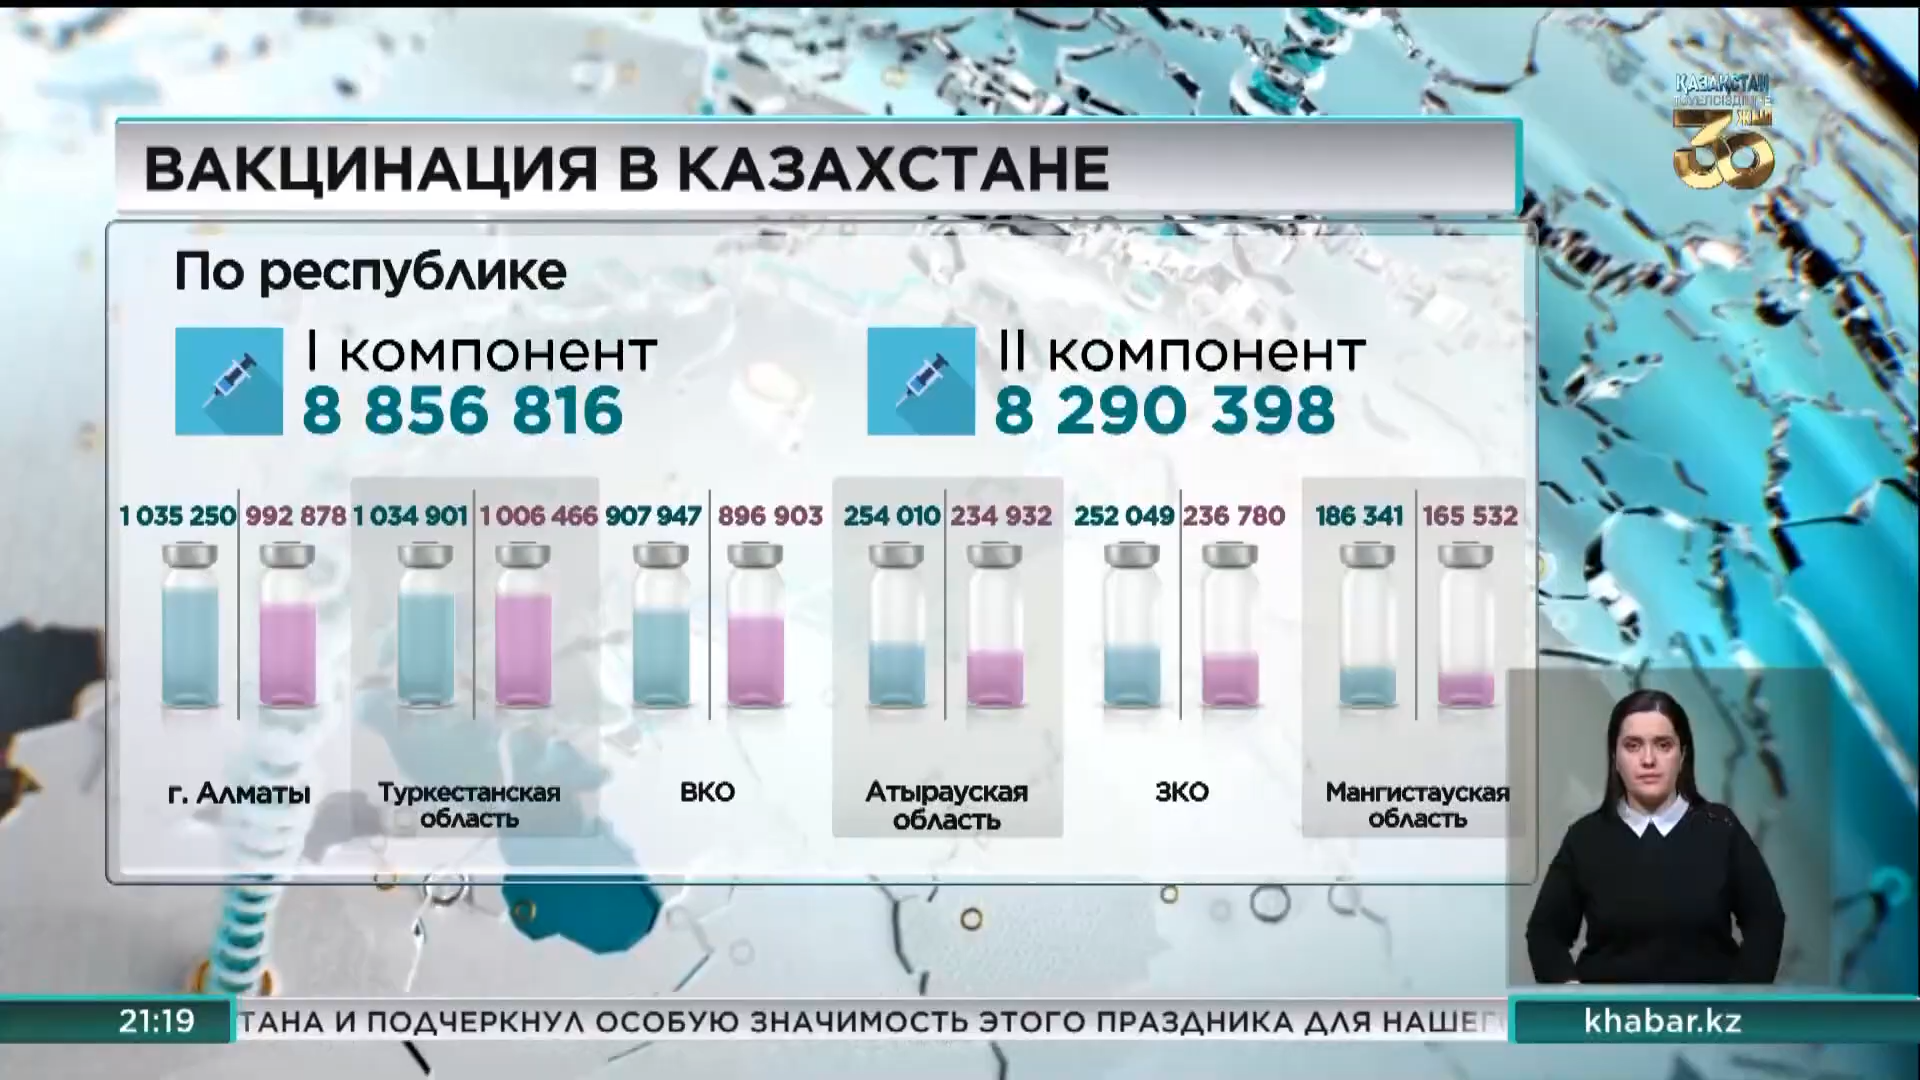 ҚАЗАҚСТАН
ТӘУЕЛСІЗДІГІНЕ
30
ЖЫЛ
ВАКЦИНАЦИЯ В КАЗАХСТАНЕ
По республике
I компонент
8 856 816
II компонент
8 290 398
1 035 250 992 878 1 034 901 1 006 466 907 947 896 903 254 010 234 932 252 049 236 780 186 341 165 532
г. Алматы
Туркестанская
область
ВКО
Атырауская
область
ЗКО
Мангистауская
область
21:19
ТАНА И ПОДЧЕРКНУЛ ОСОБУЮ ЗНАЧИМОСТЬ ЭТОГО ПРАЗДНИКА ДЛЯ НАШЕГ
khabar.kz